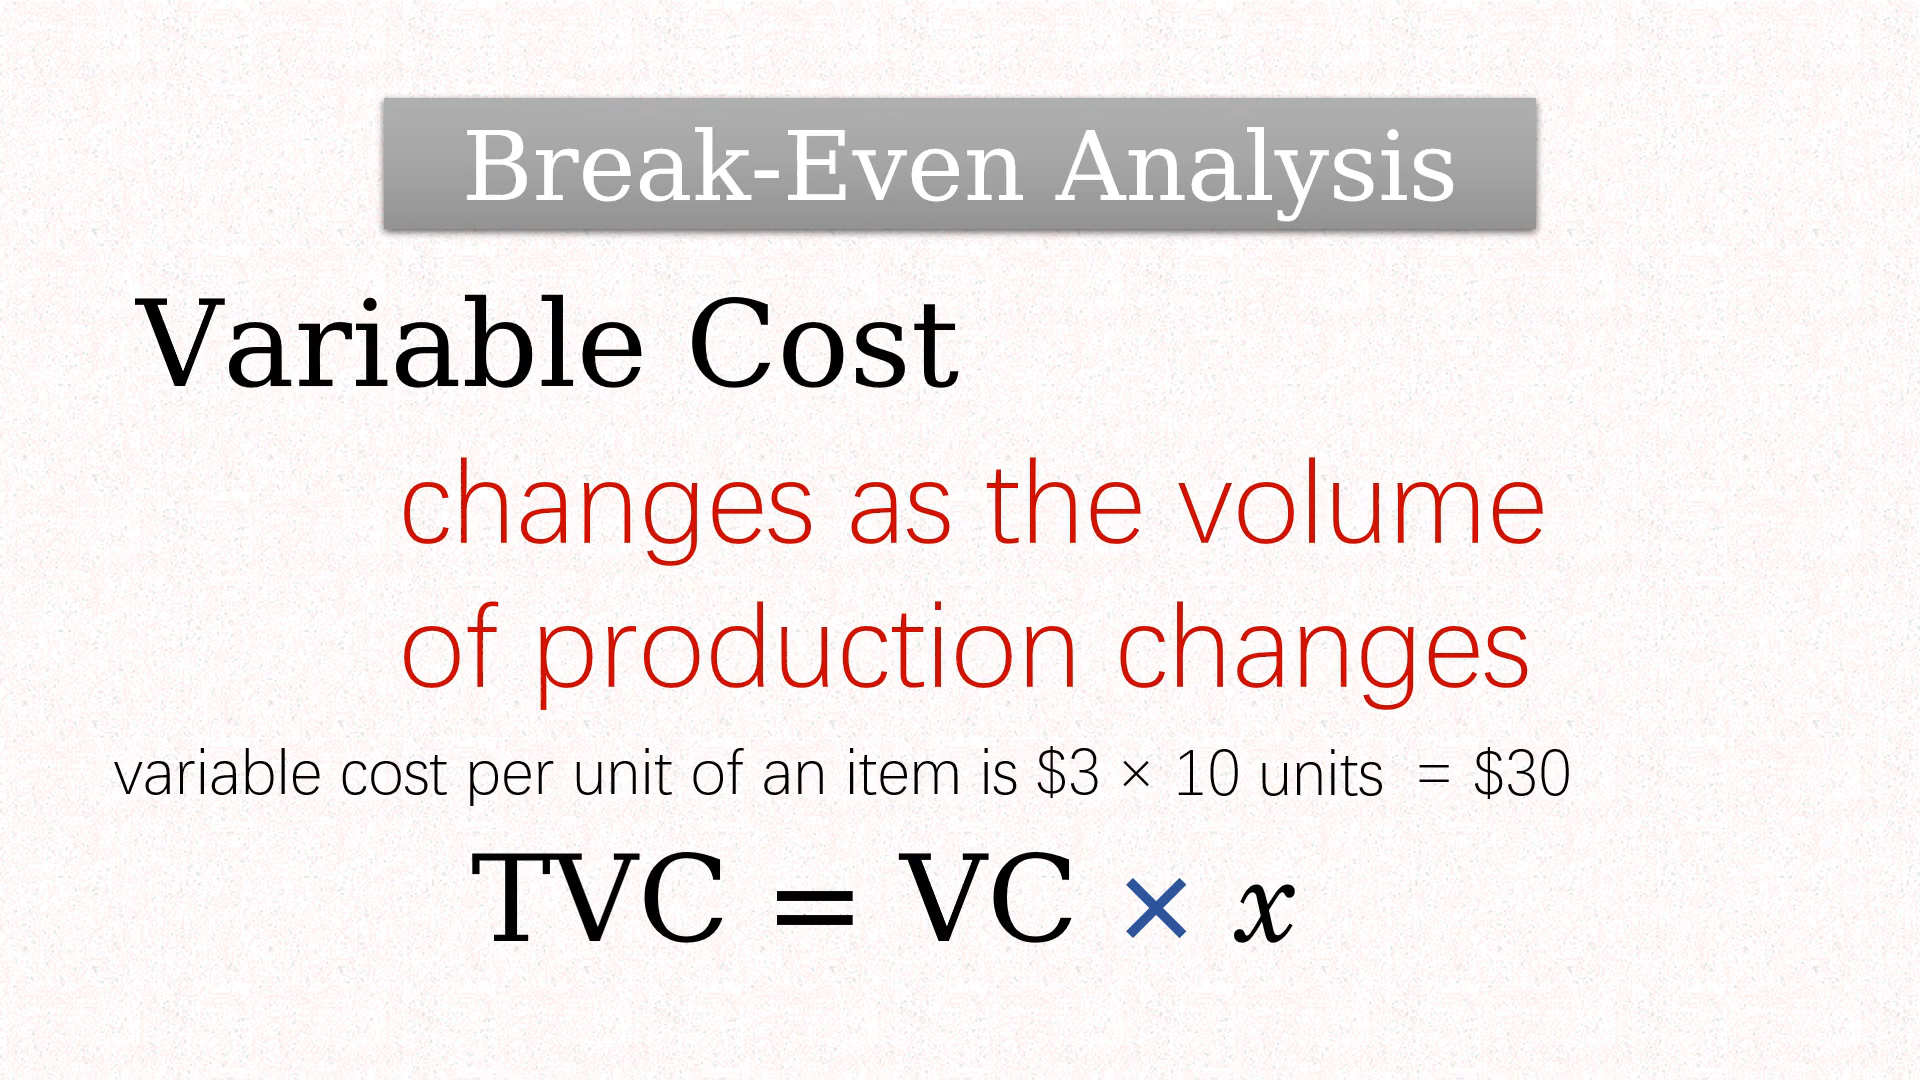 Break-Even Analysis
Variable Cost
changes as the volume
of production changes
variable cost per unit of an item is $3 × 10 units = $30
TVC = VC × x